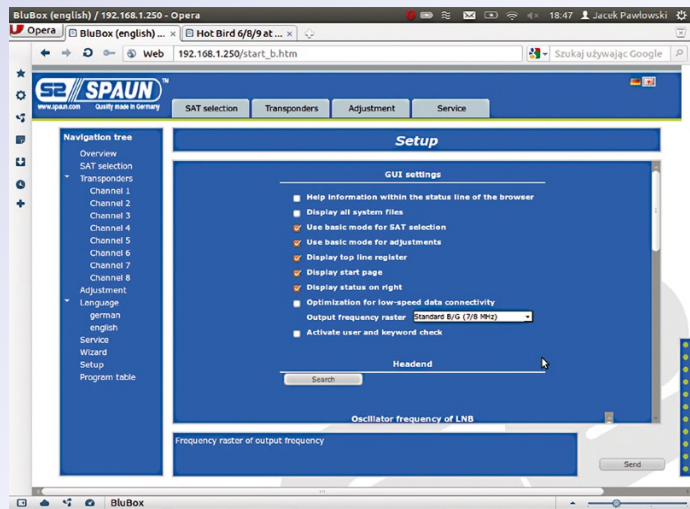 BluBox (english) / 192.168.1.250 - Opera
18:47 Jacek Pawłowski
Opera
BluBox (english) ... ×
Hot Bird 6/8/9 at ... ×
Web
192.168.1.250/start_b.htm
Szukaj używając Google
SPAUN™
www.spaun.com Quality made in Germany
SAT selection
Transponders
Adjustment
Service
Navigation tree
Overview
SAT selection
Transponders
Channel 1
Channel 2
Channel 3
Channel 4
Channel 5
Channel 6
Channel 7
Channel 8
Adjustment
Language
german
english
Service
Wizard
Setup
Program table
Setup
GUI settings
Help information within the status line of the browser
Display all system files
Use basic mode for SAT selection
Use basic mode for adjustments
Display top line register
Display start page
Display status on right
Optimization for low-speed data connectivity
Output frequency raster Standard B/G (7/8 MHz)
Activate user and keyword check
Headend
Search
Oscillator frequency of LNB
Frequency raster of output frequency
Send
BluBox